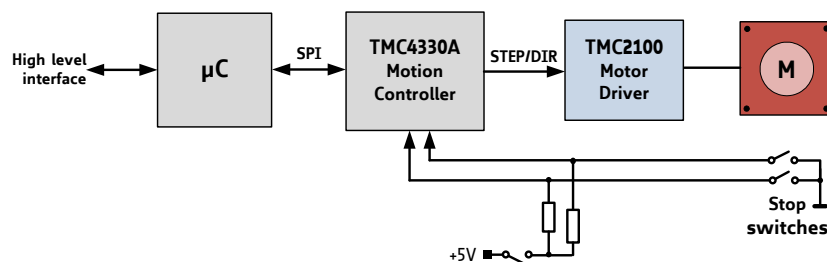 High level
interface
µC
SPI
TMC4330A
Motion
Controller
STEP/DIR
TMC2100
Motor
Driver
M
Stop
switches
+5V